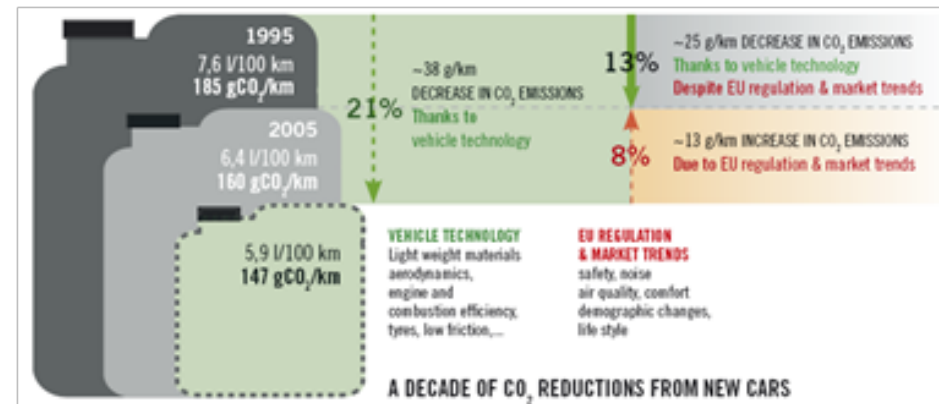 1995
7,6 l/100 km
185 gCO₂/km
2005
6,4 l/100 km
160 gCO₂/km
5,9 l/100 km
147 gCO₂/km
21%
~38 g/km
DECREASE IN CO₂ EMISSIONS
Thanks to
vehicle technology
13%
~25 g/km DECREASE IN CO₂ EMISSIONS
Thanks to vehicle technology
Despite EU regulation & market trends
8%
~13 g/km INCREASE IN CO₂ EMISSIONS
Due to EU regulation & market trends
VEHICLE TECHNOLOGY
Light weight materials
aerodynamics,
engine and
combustion efficiency,
tyres, low friction,...
EU REGULATION
& MARKET TRENDS
safety, noise
air quality, comfort
demographic changes,
life style
A DECADE OF CO₂ REDUCTIONS FROM NEW CARS